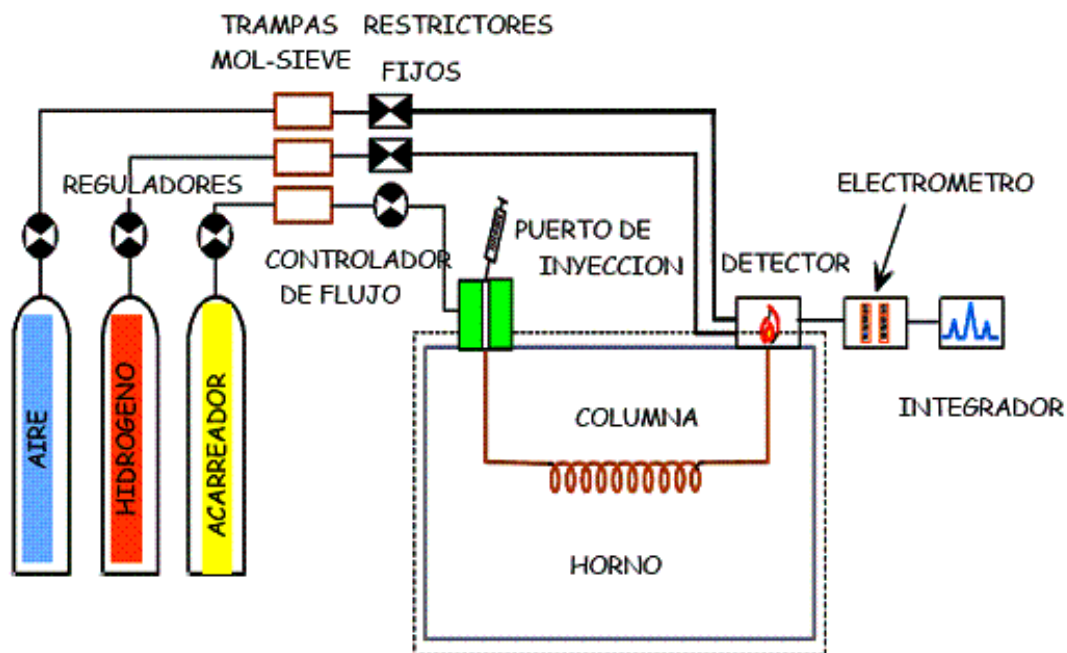 TRAMPAS RESTRICTORES
MOL-SIEVE FIJOS
REGULADORES
ELECTROMETRO
PUERTO DE
INYECCION
DETECTOR
CONTROLADOR
DE FLUJO
AIRE
HIDROGENO
ACARREADOR
COLUMNA
INTEGRADOR
HORNO